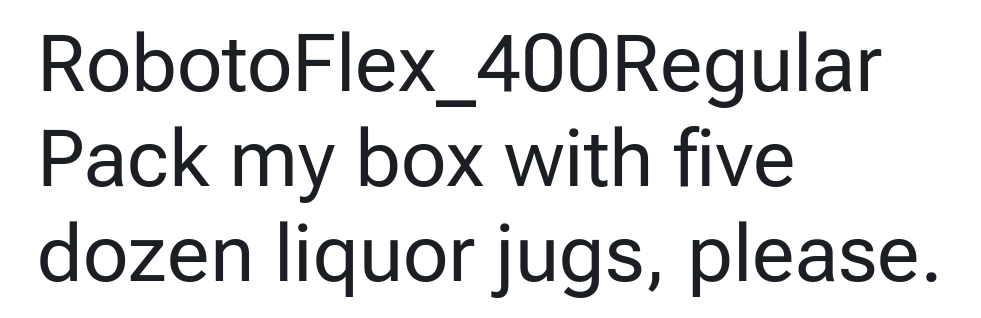 RobotoFlex_400Regular
Pack my box with five
dozen liquor jugs, please.